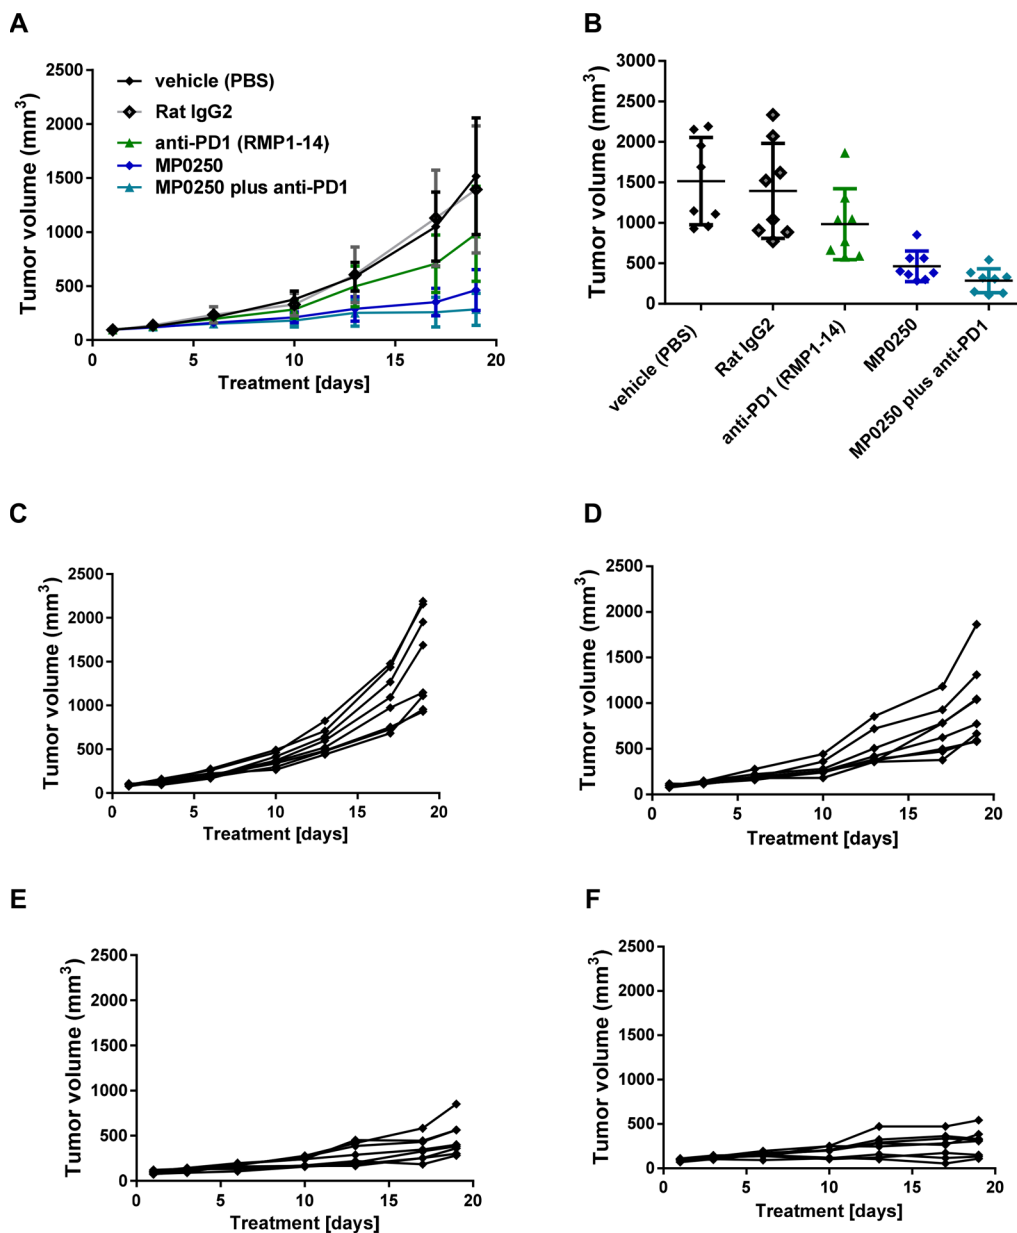 A
Tumor volume (mm³)
2500
2000
1500
1000
500
0
vehicle (PBS)
Rat IgG2
anti-PD1 (RMP1-14)
MP0250
MP0250 plus anti-PD1
0 5 10 15 20
Treatment [days]
B
Tumor volume (mm³)
3000
2500
2000
1500
1000
500
0
vehicle (PBS)
Rat IgG2
anti-PD1 (RMP1-14)
MP0250
MP0250 plus anti-PD1
C
Tumor volume (mm³)
2500
2000
1500
1000
500
0
0 5 10 15 20
Treatment [days]
D
Tumor volume (mm³)
2500
2000
1500
1000
500
0
0 5 10 15 20
Treatment [days]
E
Tumor volume (mm³)
2500
2000
1500
1000
500
0
0 5 10 15 20
Treatment [days]
F
Tumor volume (mm³)
2500
2000
1500
1000
500
0
0 5 10 15 20
Treatment [days]